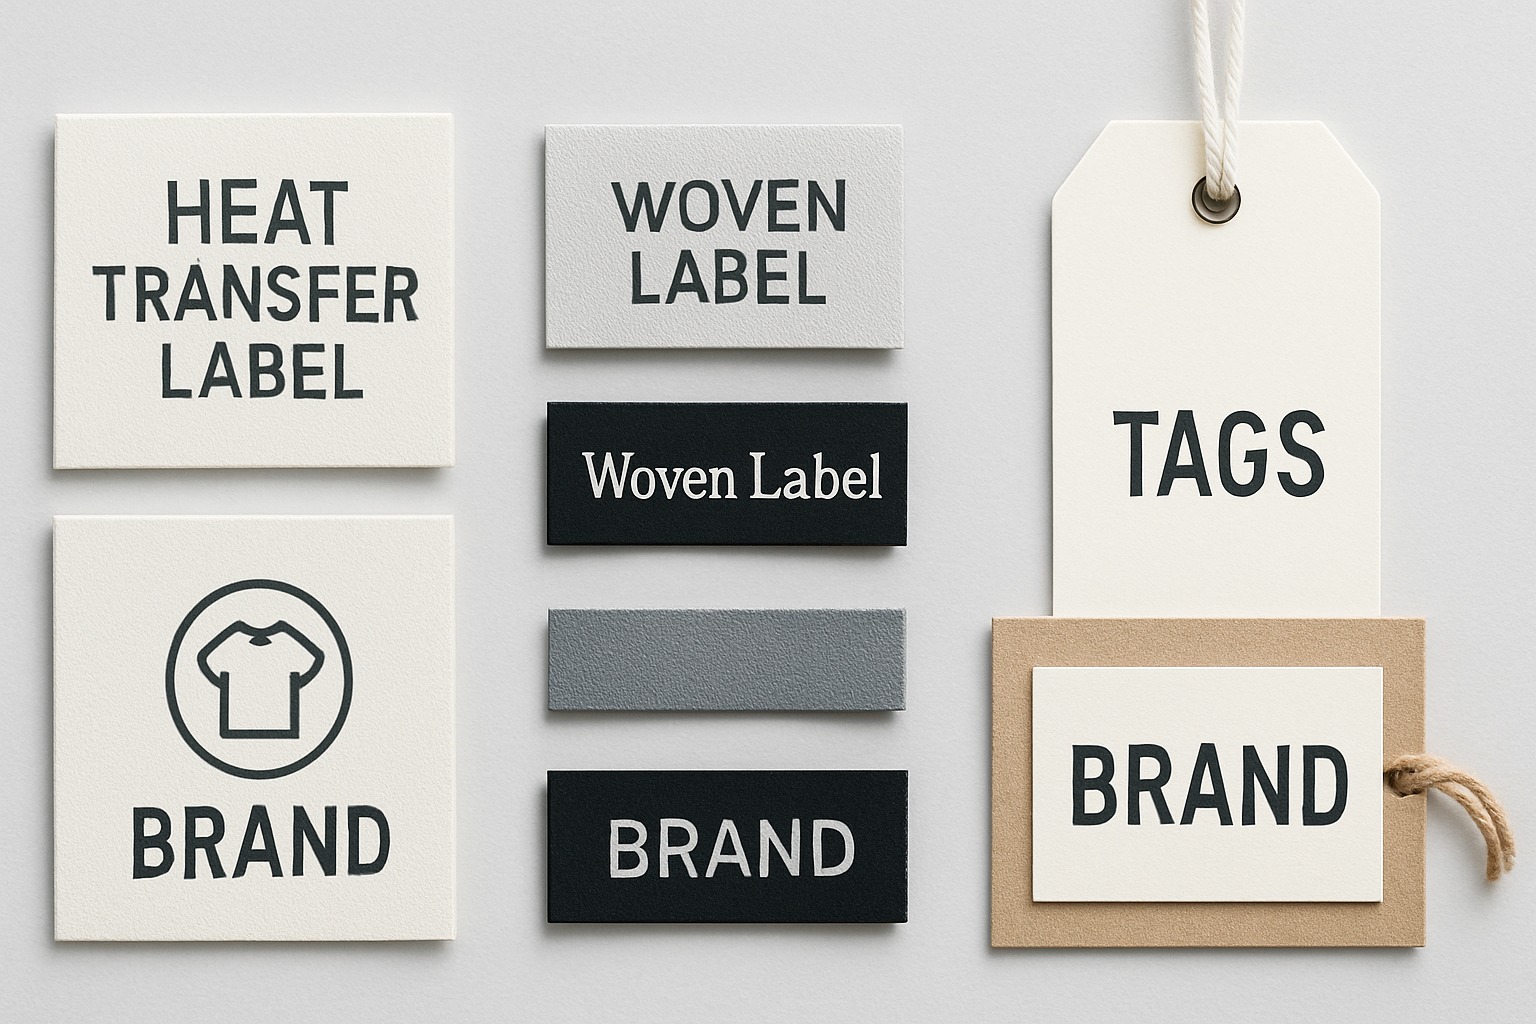 HEAT
TRANSFER
LABEL
BRAND
WOVEN
LABEL
Woven Label
BRAND
TAGS
BRAND